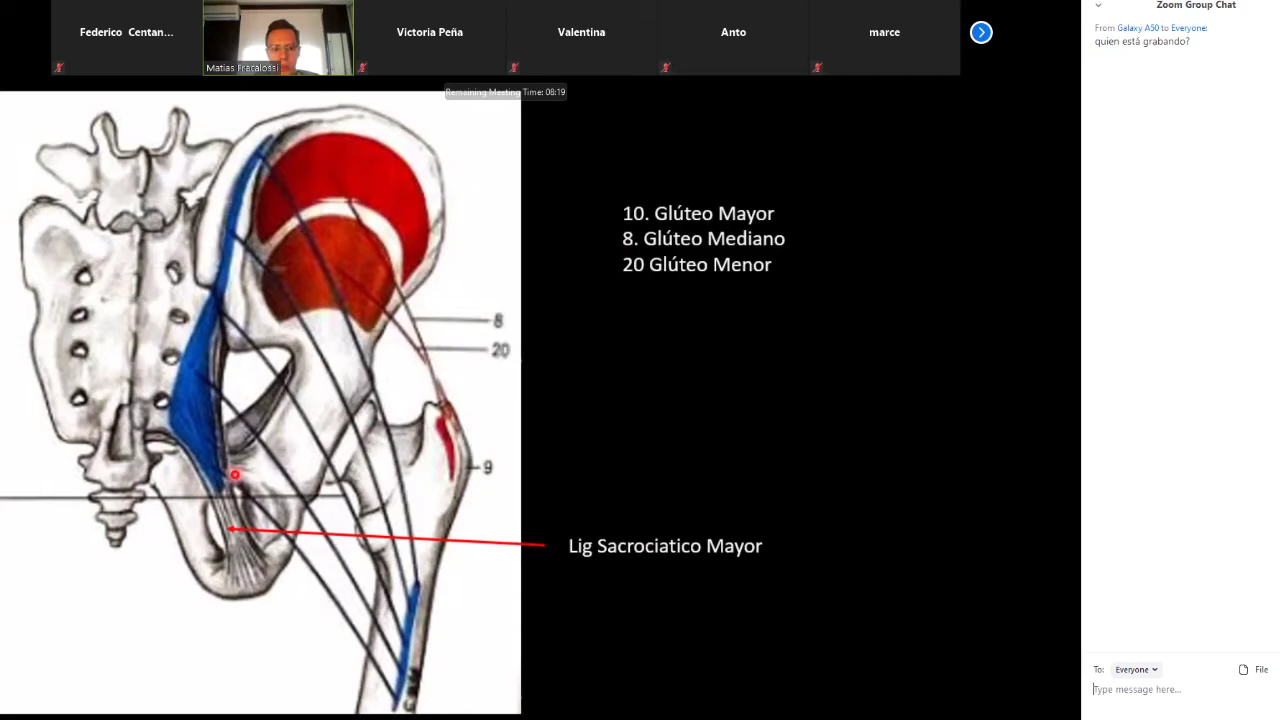 Federico Centan...
Matías Fracalossi
Victoria Peña
Valentina
Anto
marce
Remaining Meeting Time: 08:19
10. Glúteo Mayor
8. Glúteo Mediano
20 Glúteo Menor
8
20
9
Lig Sacrociatico Mayor
Zoom Group Chat
From Galaxy A50 to Everyone:
quien está grabando?
To: Everyone
File
Type message here...